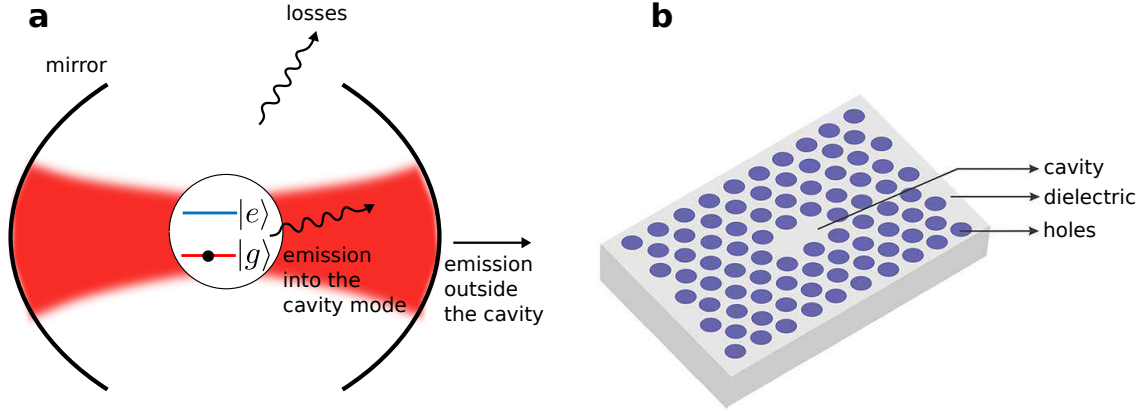 a
losses
mirror
|e⟩
|g⟩
emission
into the
cavity mode
emission
outside
the cavity
b
cavity
dielectric
holes